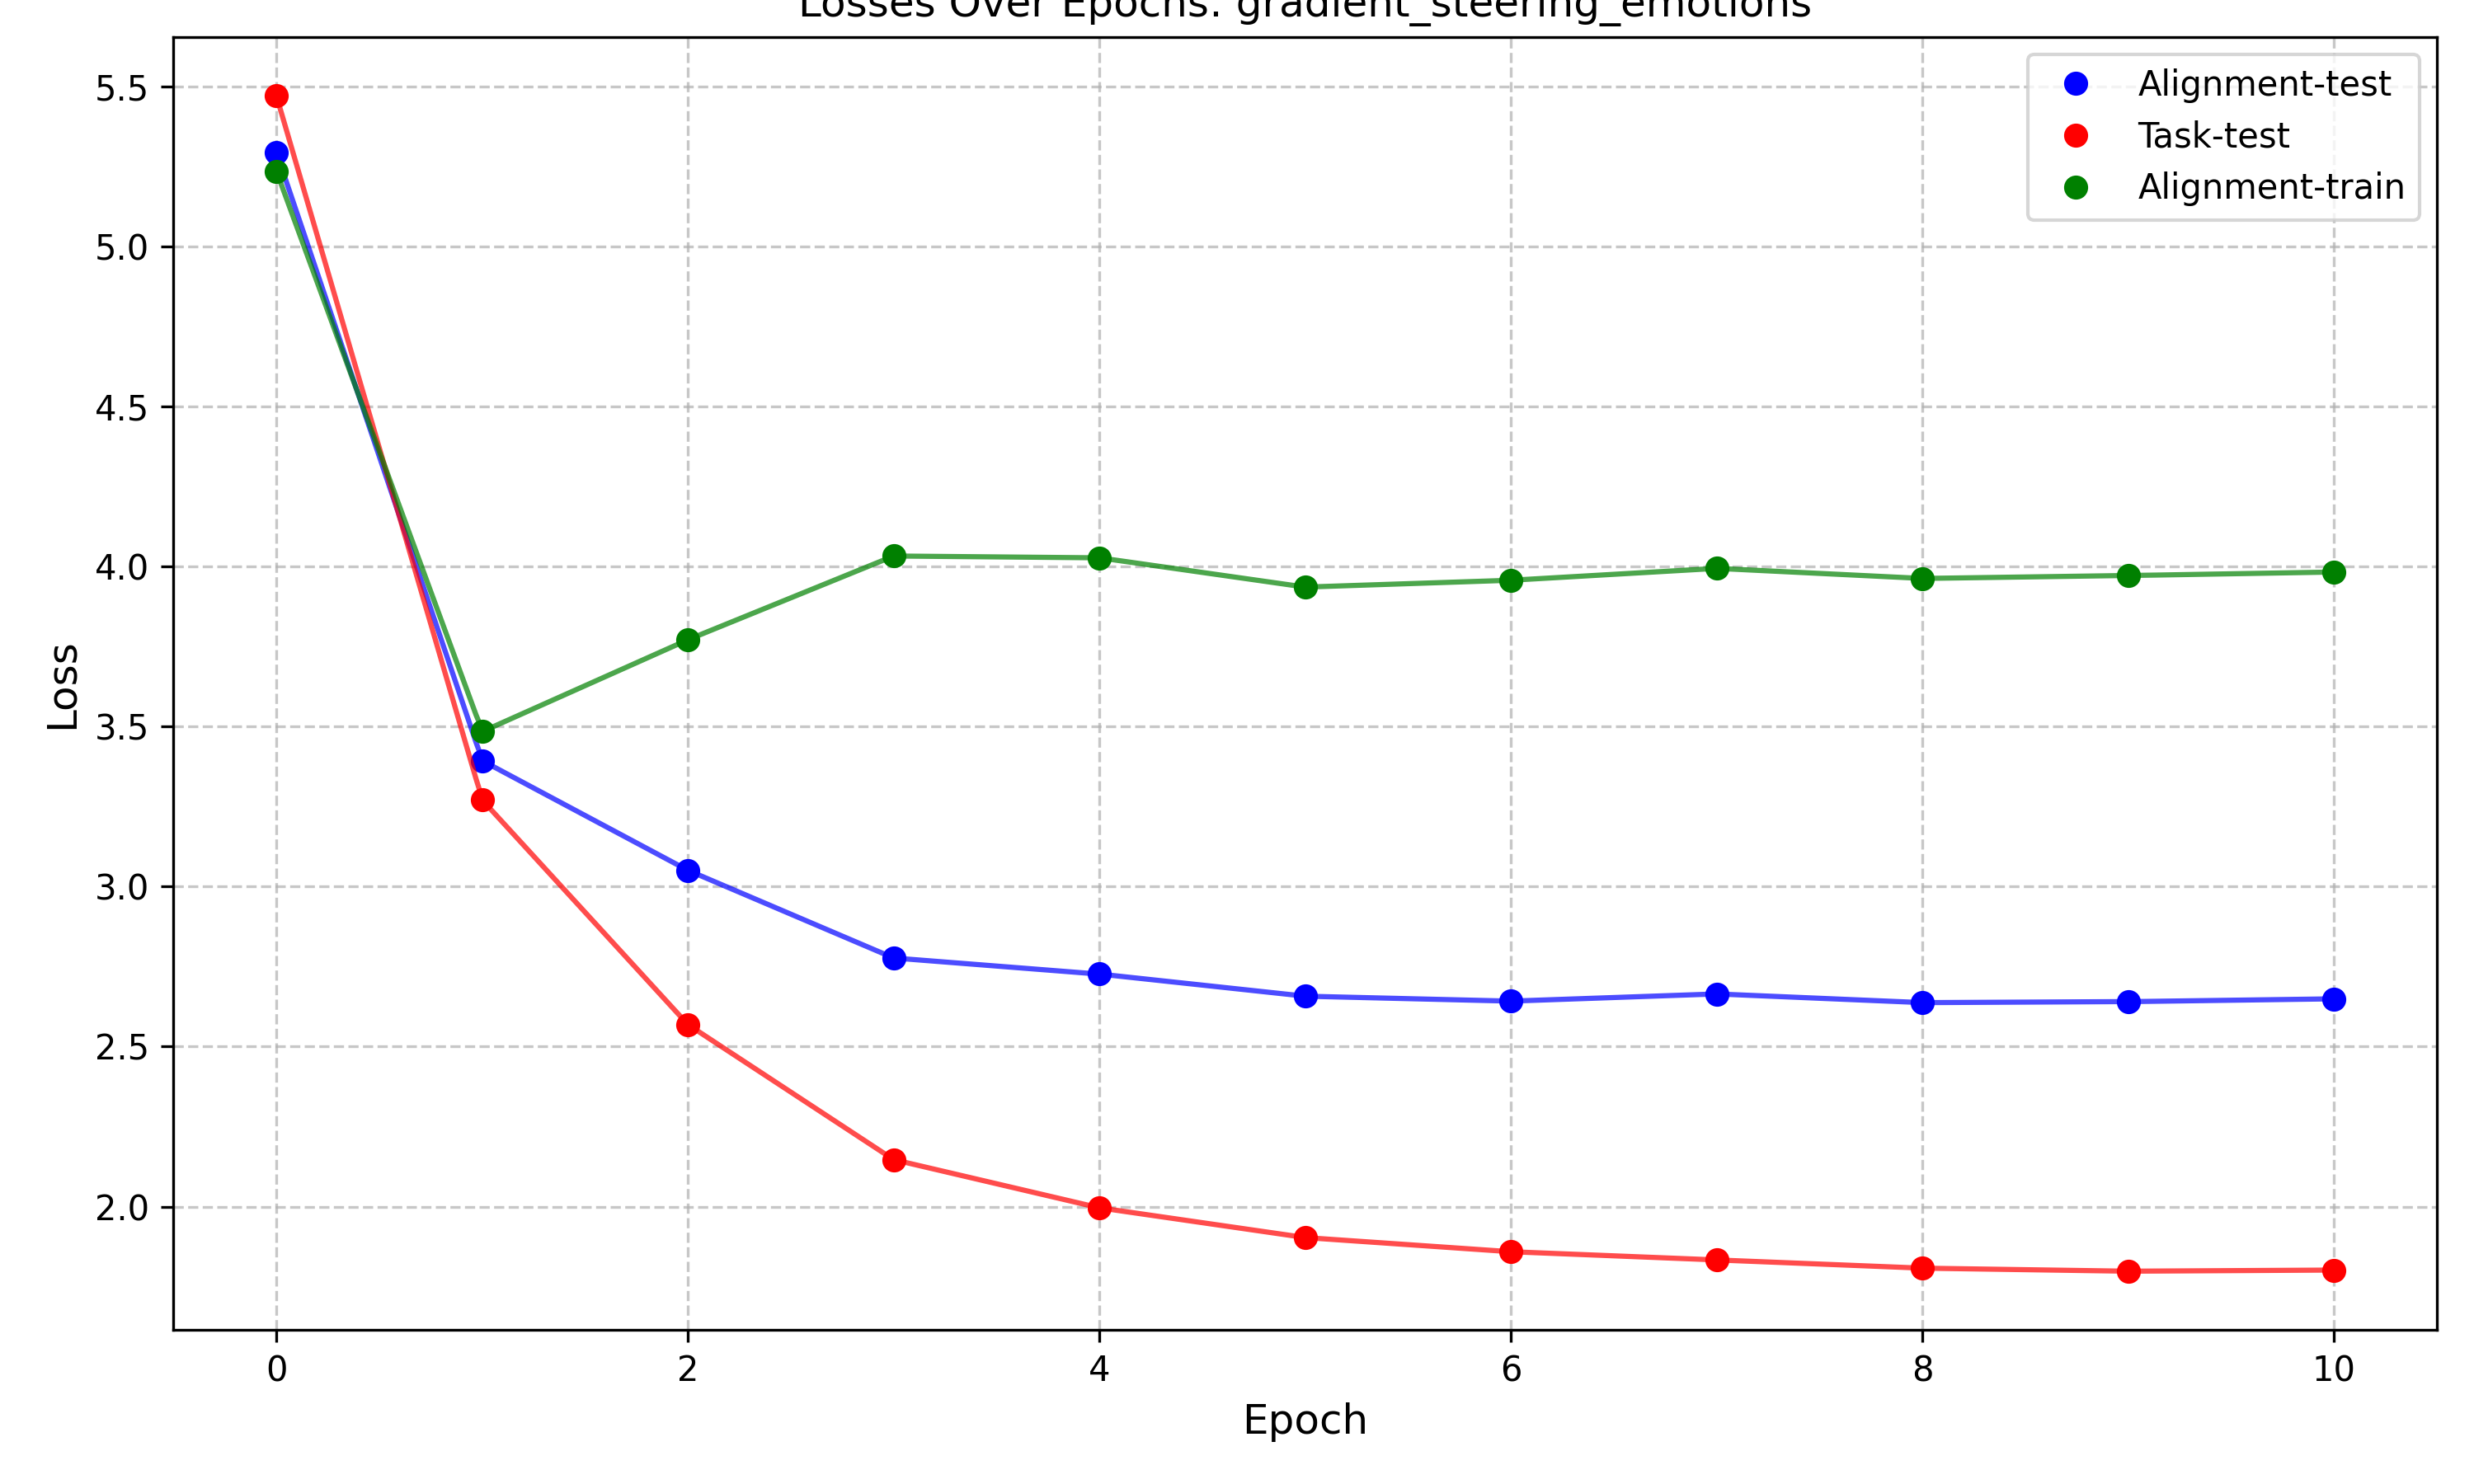 Losses Over Epochs: gradient_steering_emotions
Alignment-test
Task-test
Alignment-train
5.5
5.0
4.5
4.0
3.5
3.0
2.5
2.0
Loss
0 2 4 6 8 10
Epoch